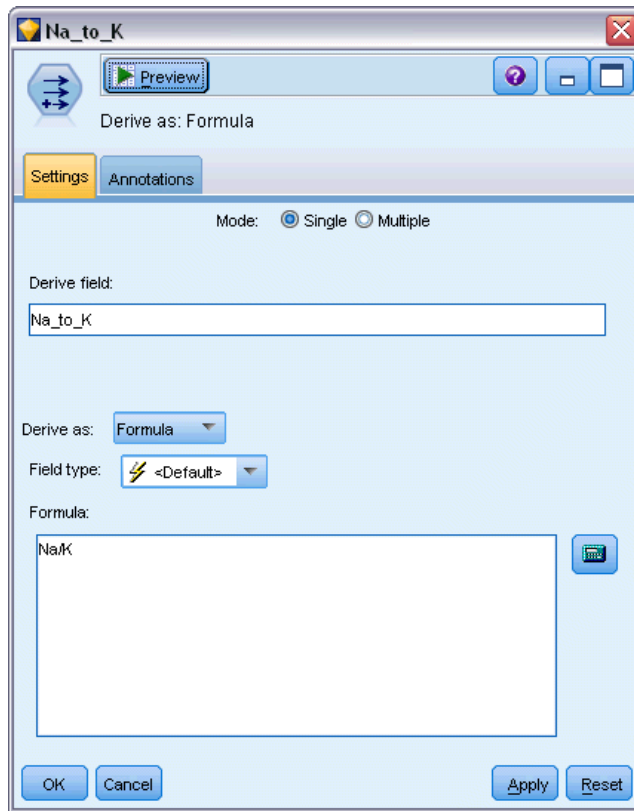 Na_to_K
Preview
?
Derive as: Formula
Settings Annotations
Mode: Single Multiple
Derive field:
Na_to_K
Derive as: Formula
Field type: <Default>
Formula:
Na/K
OK Cancel Apply Reset